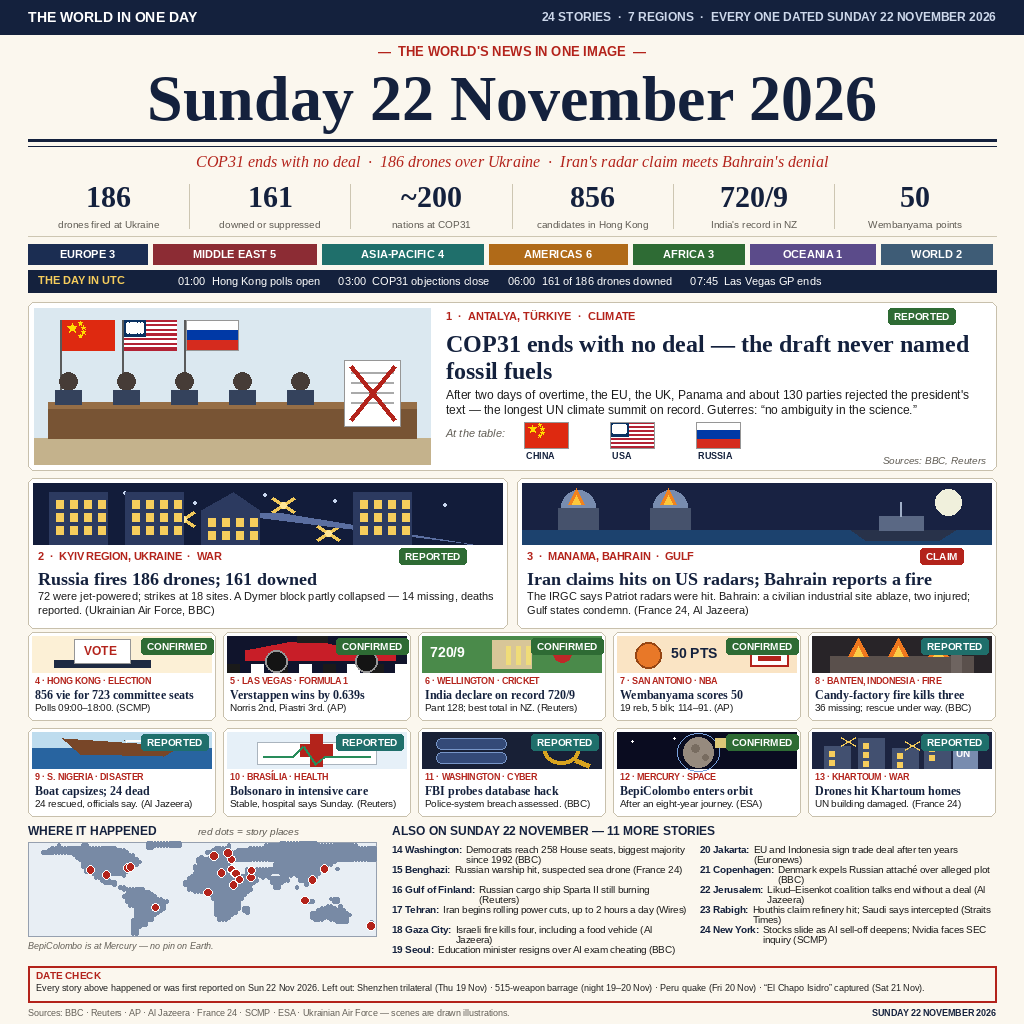 THE WORLD IN ONE DAY
24 STORIES · 7 REGIONS · EVERY ONE DATED SUNDAY 22 NOVEMBER 2026
— THE WORLD'S NEWS IN ONE IMAGE —
Sunday 22 November 2026
COP31 ends with no deal · 186 drones over Ukraine · Iran's radar claim meets Bahrain's denial
186 161 ~200 856 720/9 50
drones fired at Ukraine downed or suppressed nations at COP31 candidates in Hong Kong India's record in NZ Wembanyama points
EUROPE 3 MIDDLE EAST 5 ASIA-PACIFIC 4 AMERICAS 6 AFRICA 3 OCEANIA 1 WORLD 2
THE DAY IN UTC 01:00 Hong Kong polls open 03:00 COP31 objections close 06:00 161 of 186 drones downed 07:45 Las Vegas GP ends
1 · ANTALYA, TÜRKIYE · CLIMATE REPORTED
COP31 ends with no deal — the draft never named
fossil fuels
After two days of overtime, the EU, the UK, Panama and about 130 parties rejected the president's
text — the longest UN climate summit on record. Guterres: “no ambiguity in the science.”
At the table:
CHINA USA RUSSIA
Sources: BBC, Reuters
2 · KYIV REGION, UKRAINE · WAR REPORTED
Russia fires 186 drones; 161 downed
72 were jet-powered; strikes at 18 sites. A Dymer block partly collapsed — 14 missing, deaths
reported. (Ukrainian Air Force, BBC)
3 · MANAMA, BAHRAIN · GULF CLAIM
Iran claims hits on US radars; Bahrain reports a fire
The IRGC says Patriot radars were hit. Bahrain: a civilian industrial site ablaze, two injured;
Gulf states condemn. (France 24, Al Jazeera)
VOTE CONFIRMED
4 · HONG KONG · ELECTION
856 vie for 723 committee seats
Polls 09:00–18:00. (SCMP)
CONFIRMED
5 · LAS VEGAS · FORMULA 1
Verstappen wins by 0.639s
Norris 2nd, Piastri 3rd. (AP)
720/9 CONFIRMED
6 · WELLINGTON · CRICKET
India declare on record 720/9
Pant 128; best total in NZ. (Reuters)
50 PTS CONFIRMED
7 · SAN ANTONIO · NBA
Wembanyama scores 50
19 reb, 5 blk; 114–91. (AP)
REPORTED
8 · BANTEN, INDONESIA · FIRE
Candy-factory fire kills three
36 missing; rescue under way. (BBC)
REPORTED
9 · S. NIGERIA · DISASTER
Boat capsizes; 24 dead
24 rescued, officials say. (Al Jazeera)
REPORTED
10 · BRASÍLIA · HEALTH
Bolsonaro in intensive care
Stable, hospital says Sunday. (Reuters)
REPORTED
11 · WASHINGTON · CYBER
FBI probes database hack
Police-system breach assessed. (BBC)
CONFIRMED
12 · MERCURY · SPACE
BepiColombo enters orbit
After an eight-year journey. (ESA)
REPORTED
UN
13 · KHARTOUM · WAR
Drones hit Khartoum homes
UN building damaged. (France 24)
WHERE IT HAPPENED red dots = story places
BepiColombo is at Mercury — no pin on Earth.
ALSO ON SUNDAY 22 NOVEMBER — 11 MORE STORIES
14 Washington: Democrats reach 258 House seats, biggest majority
since 1992 (BBC)
15 Benghazi: Russian warship hit, suspected sea drone (France 24)
16 Gulf of Finland: Russian cargo ship Sparta II still burning
(Reuters)
17 Tehran: Iran begins rolling power cuts, up to 2 hours a day (Wires)
18 Gaza City: Israeli fire kills four, including a food vehicle (Al
Jazeera)
19 Seoul: Education minister resigns over AI exam cheating (BBC)
20 Jakarta: EU and Indonesia sign trade deal after ten years
(Euronews)
21 Copenhagen: Denmark expels Russian attaché over alleged plot
(BBC)
22 Jerusalem: Likud–Eisenkot coalition talks end without a deal (Al
Jazeera)
23 Rabigh: Houthis claim refinery hit; Saudi says intercepted (Straits
Times)
24 New York: Stocks slide as AI sell-off deepens; Nvidia faces SEC
inquiry (SCMP)
DATE CHECK
Every story above happened or was first reported on Sun 22 Nov 2026. Left out: Shenzhen trilateral (Thu 19 Nov) · 515-weapon barrage (night 19–20 Nov) · Peru quake (Fri 20 Nov) · “El Chapo Isidro” captured (Sat 21 Nov).
Sources: BBC · Reuters · AP · Al Jazeera · France 24 · SCMP · ESA · Ukrainian Air Force — scenes are drawn illustrations.
SUNDAY 22 NOVEMBER 2026